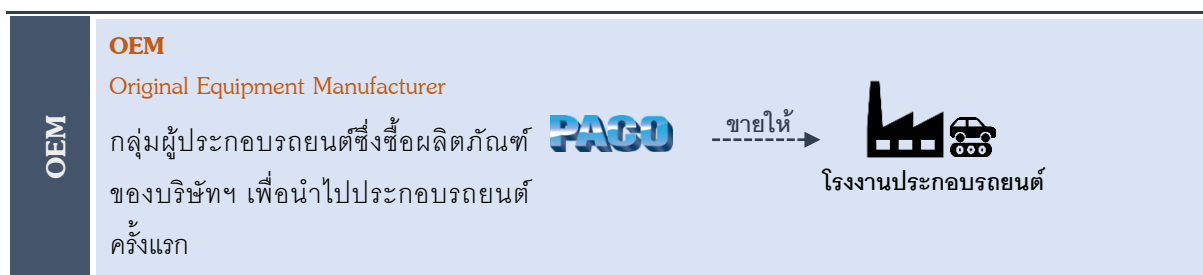 OEM
OEM
Original Equipment Manufacturer
กลุ่มผู้ประกอบรถยนต์ซึ่งซื้อผลิตภัณฑ์
ของบริษัทฯ เพื่อนำไปประกอบรถยนต์
ครั้งแรก
PACO
ขายให้
โรงงานประกอบรถยนต์